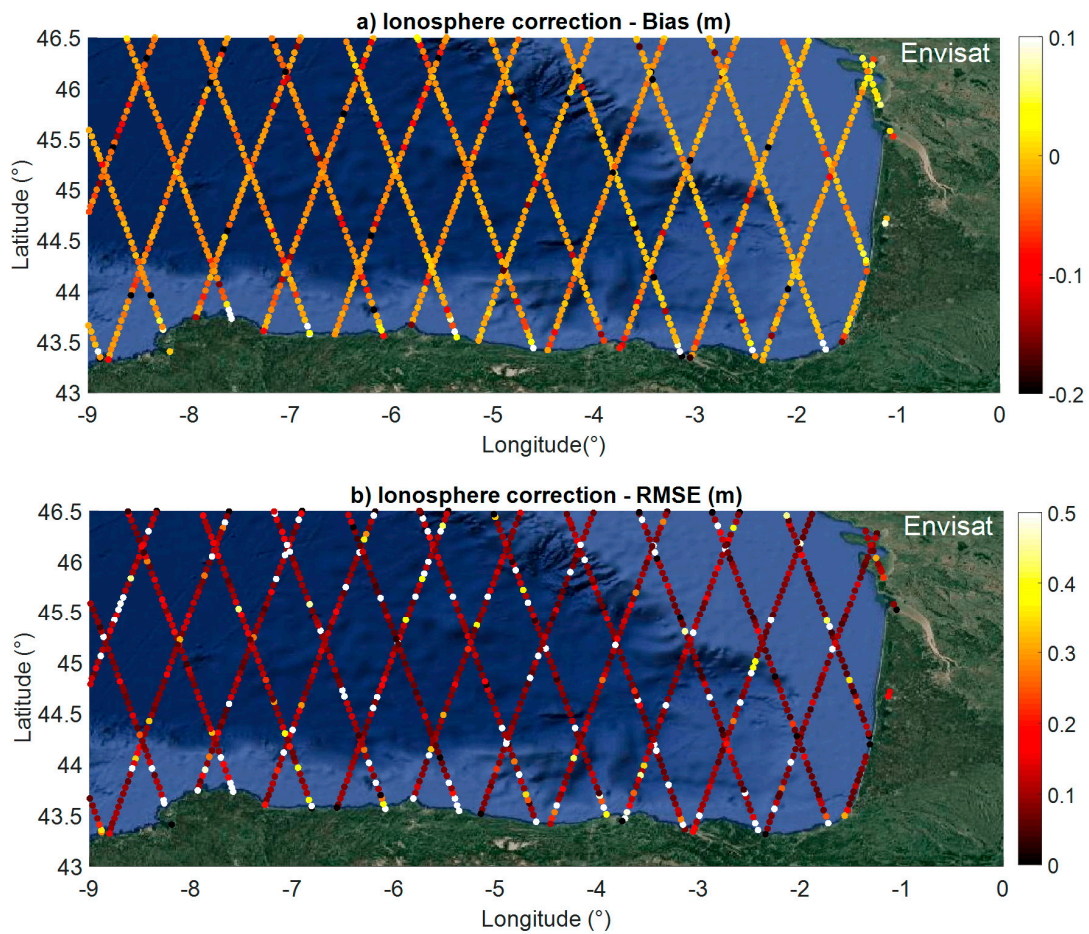 a) Ionosphere correction - Bias (m)
Envisat
46.5
46
45.5
45
44.5
44
43.5
43
Latitude (°)
-9 -8 -7 -6 -5 -4 -3 -2 -1 0
Longitude(°)
0.1
0
-0.1
-0.2
b) Ionosphere correction - RMSE (m)
Envisat
46.5
46
45.5
45
44.5
44
43.5
43
Latitude (°)
-9 -8 -7 -6 -5 -4 -3 -2 -1 0
Longitude (°)
0.5
0.4
0.3
0.2
0.1
0